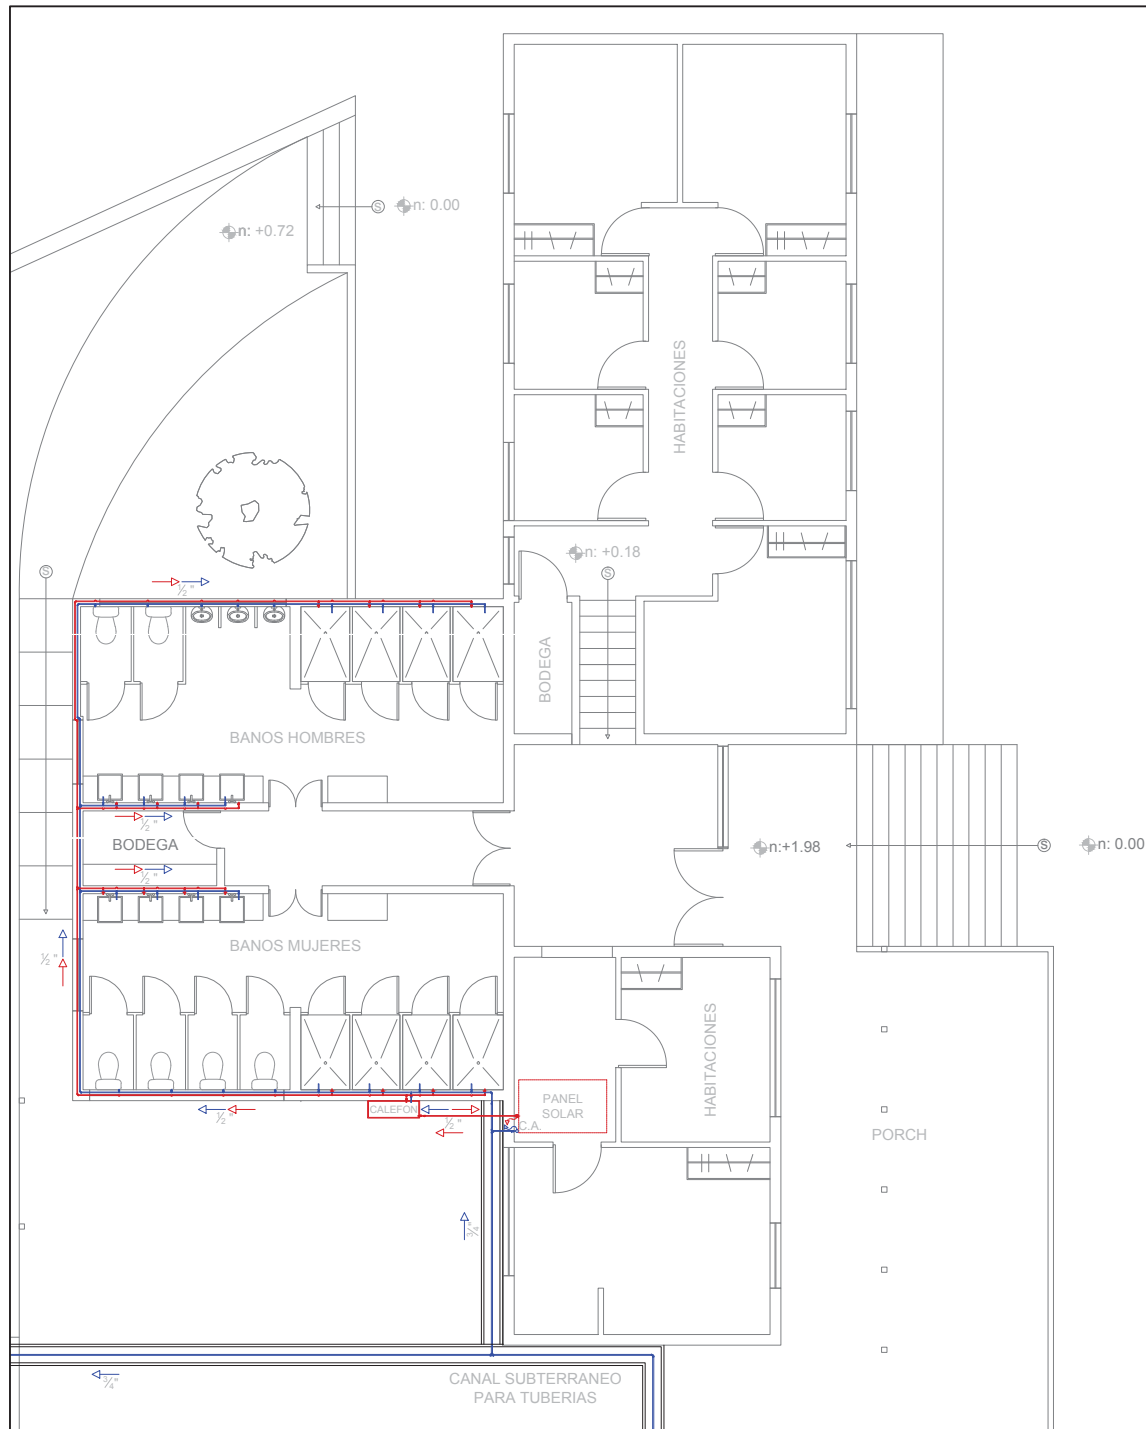 n: 0.00
n: +0.72
S
HABITACIONES
n: +0.18
S
S
½ "
BODEGA
BANOS HOMBRES
½ "
BODEGA
½ "
n:+1.98
S
n: 0.00
BANOS MUJERES
½ "
HABITACIONES
PANEL
SOLAR
CALEFON
½ "
½ "
C.A.
PORCH
¾"
¾"
CANAL SUBTERRANEO
PARA TUBERIAS